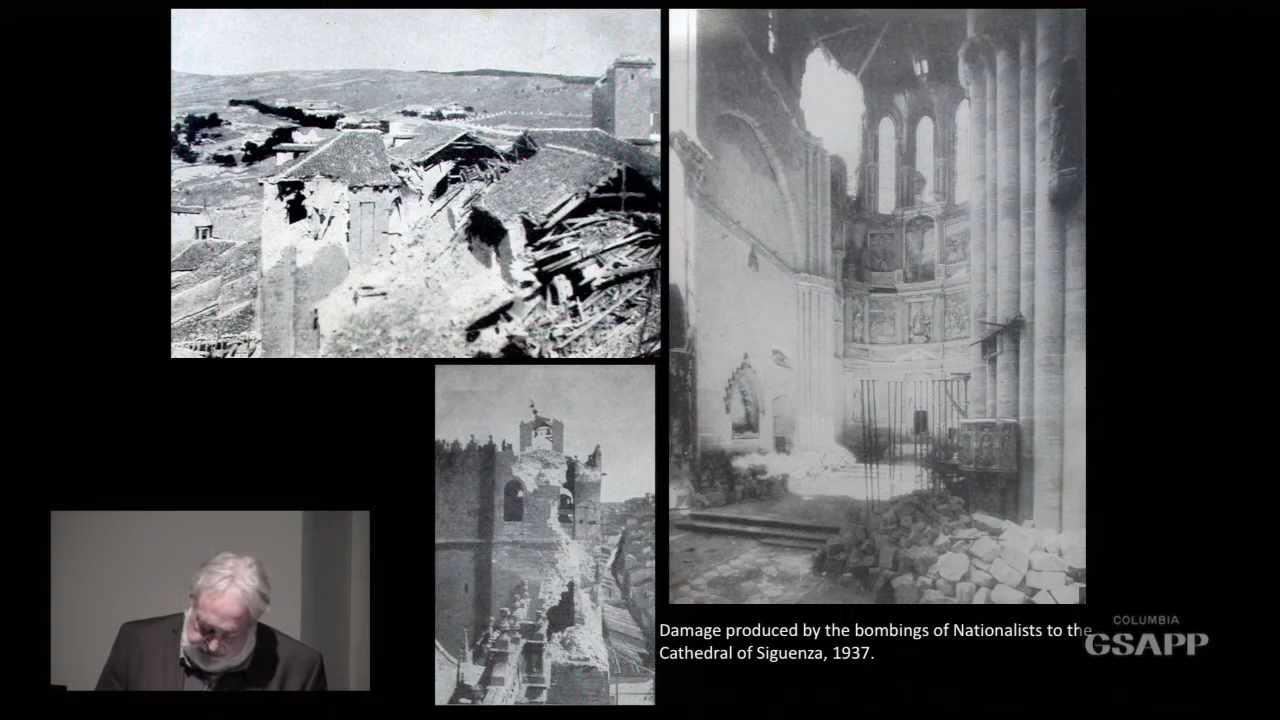 Damage produced by the bombings of Nationalists to the
Cathedral of Siguenza, 1937.
COLUMBIA
GSAPP